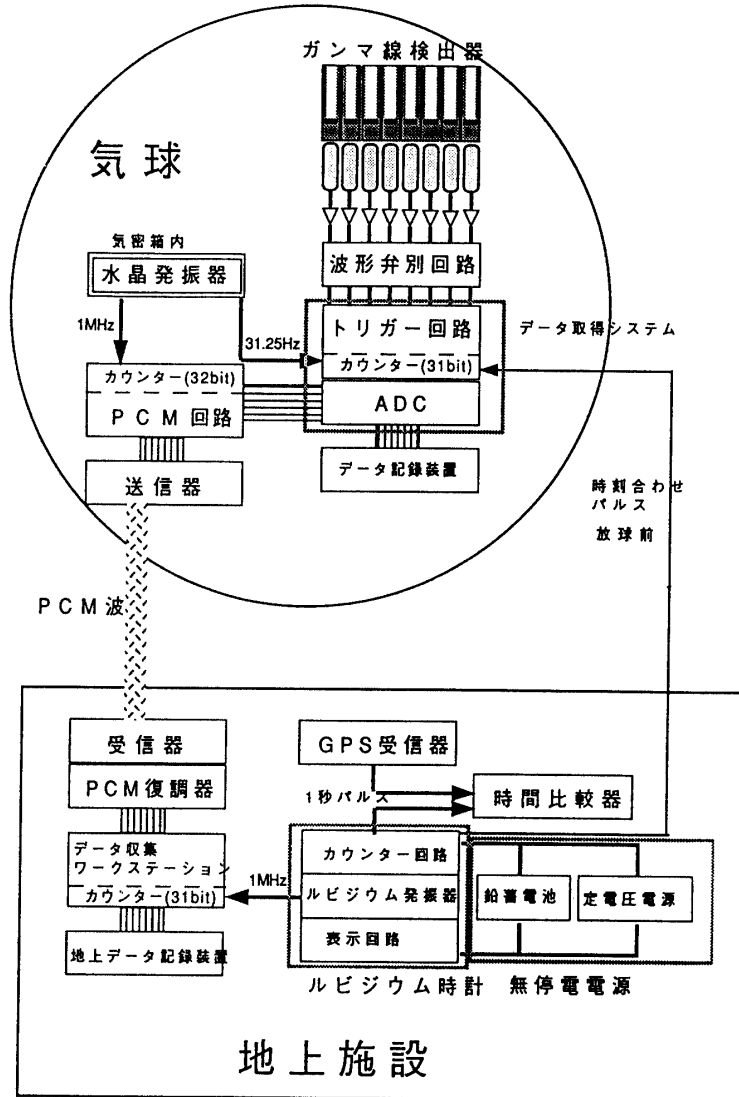 ガンマ線検出器
気球
気密箱内
水晶発振器
波形弁別回路
1MHz
31.25Hz
トリガー回路
カウンター(31bit)
データ取得システム
カウンター(32bit)
PCM回路
ADC
送信器
データ記録装置
時刻合わせ
パルス
放球前
PCM波
受信器
PCM復調器
GPS受信器
1秒パルス
時間比較器
データ収集
ワークステーション
カウンター(31bit)
1MHz
カウンター回路
ルビジウム発振器
表示回路
鉛蓄電池
定電圧電源
地上データ記録装置
ルビジウム時計
無停電電源
地上施設